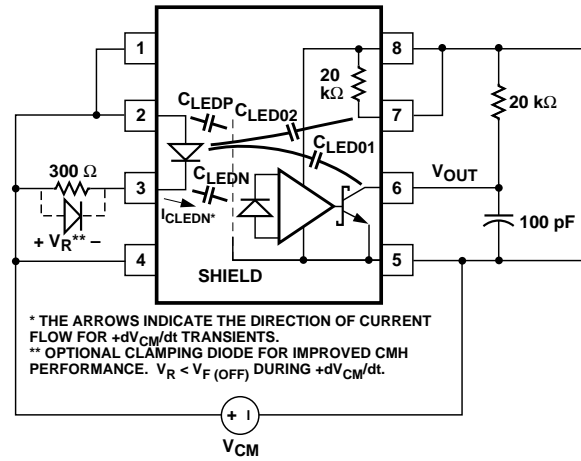 1
8
20
kΩ
C_LEDP
C_LED02
20 kΩ
2
7
C_LED01
300 Ω
V_OUT
3
C_LEDN
6
I_CLEDN*
100 pF
+ V_R** –
4
SHIELD
5
* THE ARROWS INDICATE THE DIRECTION OF CURRENT
FLOW FOR +dV_CM/dt TRANSIENTS.
** OPTIONAL CLAMPING DIODE FOR IMPROVED CMH
PERFORMANCE. V_R < V_F (OFF) DURING +dV_CM/dt.
+ –
V_CM